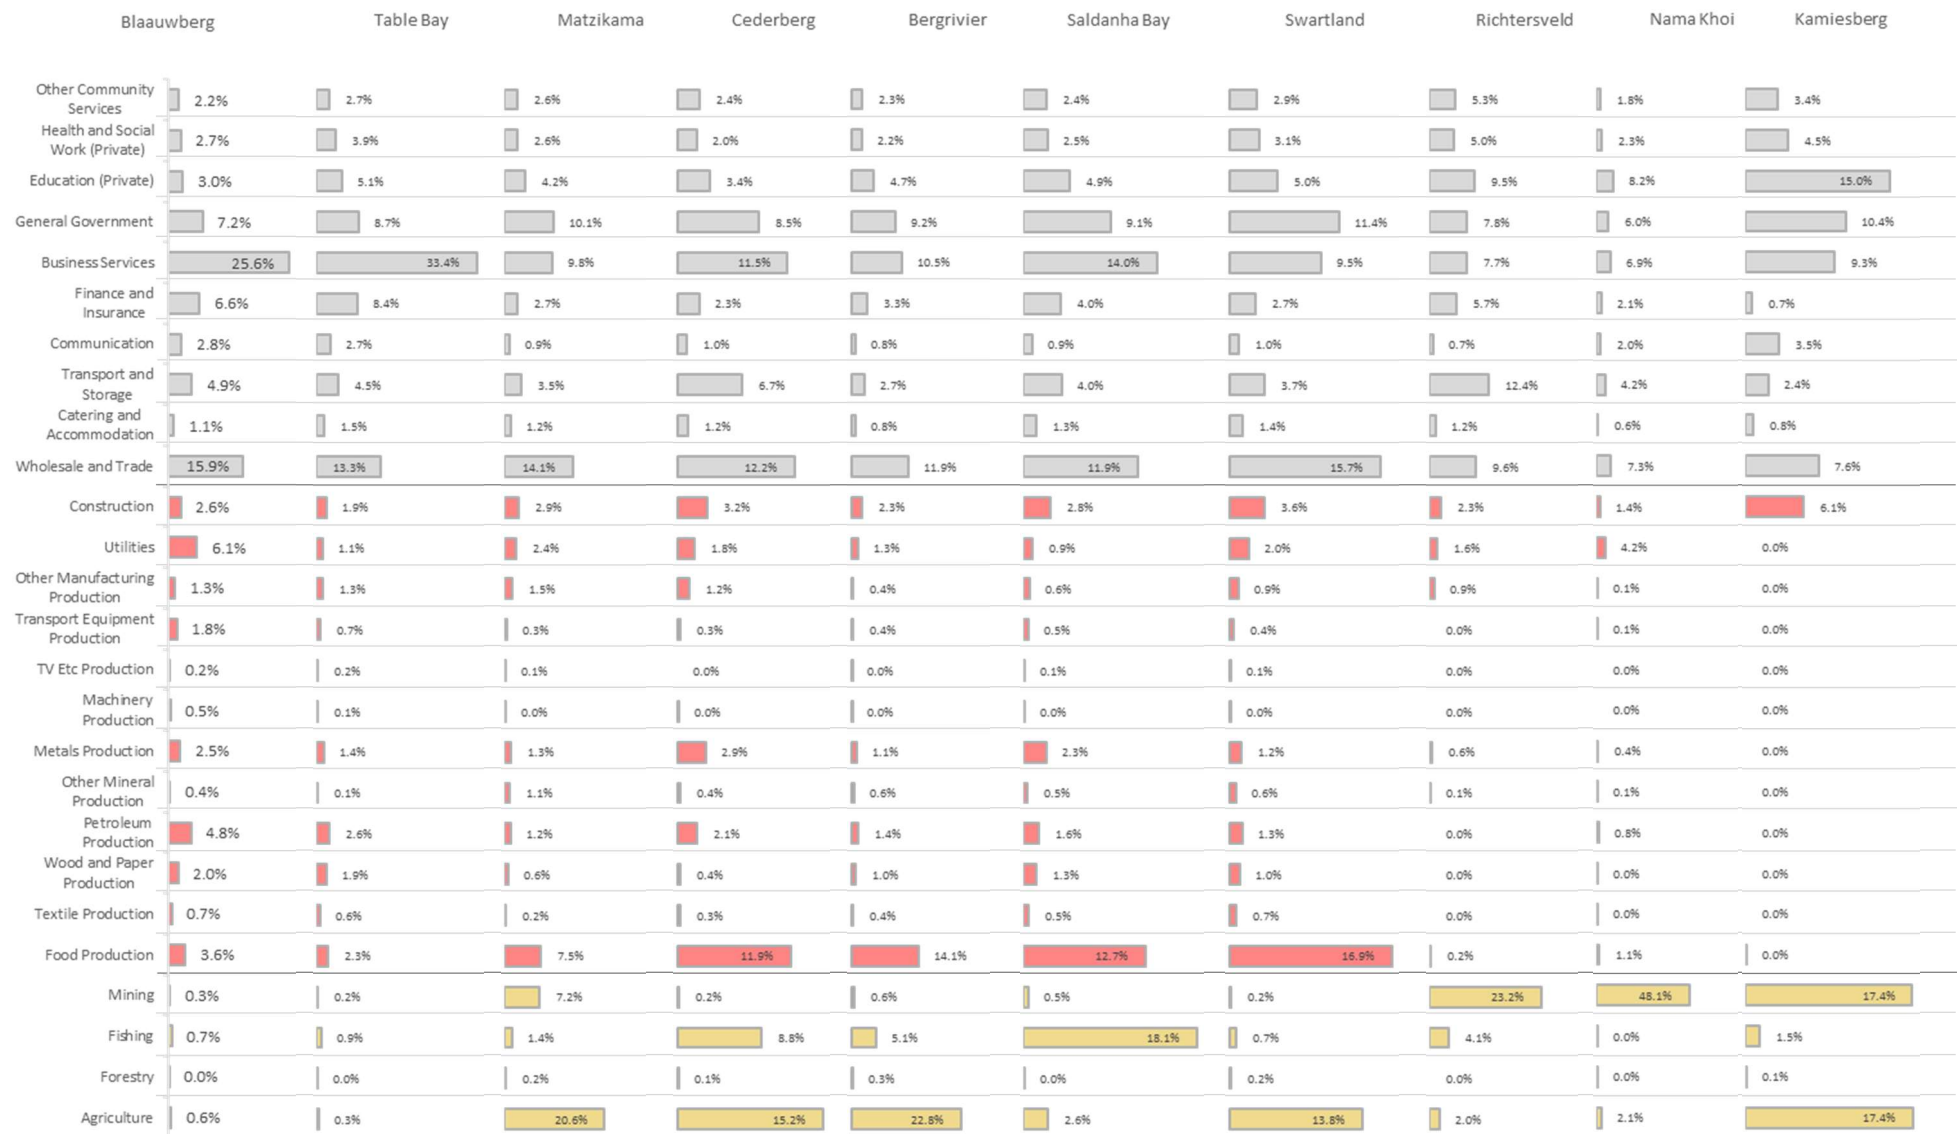 Blaauwberg Table Bay Matzikama Cederberg Bergrivier Saldanha Bay Swartland Richtersveld Nama Khoi Kamiesberg
Other Community
Services 2.2% 2.7% 2.6% 2.4% 2.3% 2.4% 2.9% 5.3% 1.8% 3.4%
Health and Social
Work (Private) 2.7% 3.9% 2.6% 2.0% 2.2% 2.5% 3.1% 5.0% 2.3% 4.5%
Education (Private) 3.0% 5.1% 4.2% 3.4% 4.7% 4.9% 5.0% 9.5% 8.2% 15.0%
General Government 7.2% 8.7% 10.1% 8.5% 9.2% 9.1% 11.4% 7.8% 6.0% 10.4%
Business Services 25.6% 33.4% 9.8% 11.5% 10.5% 14.0% 9.5% 7.7% 6.9% 9.3%
Finance and
Insurance 6.6% 8.4% 2.7% 2.3% 3.3% 4.0% 2.7% 5.7% 2.1% 0.7%
Communication 2.8% 2.7% 0.9% 1.0% 0.8% 0.9% 1.0% 0.7% 2.0% 3.5%
Transport and
Storage 4.9% 4.5% 3.5% 6.7% 2.7% 4.0% 3.7% 12.4% 4.2% 2.4%
Catering and
Accommodation 1.1% 1.5% 1.2% 1.2% 0.8% 1.3% 1.4% 1.2% 0.6% 0.8%
Wholesale and Trade 15.9% 13.3% 14.1% 12.2% 11.9% 11.9% 15.7% 9.6% 7.3% 7.6%
Construction 2.6% 1.9% 2.9% 3.2% 2.3% 2.8% 3.6% 2.3% 1.4% 6.1%
Utilities 6.1% 1.1% 2.4% 1.8% 1.3% 0.9% 2.0% 1.6% 4.2% 0.0%
Other Manufacturing
Production 1.3% 1.3% 1.5% 1.2% 0.4% 0.6% 0.9% 0.9% 0.1% 0.0%
Transport Equipment
Production 1.8% 0.7% 0.3% 0.3% 0.4% 0.5% 0.4% 0.0% 0.1% 0.0%
TV Etc Production 0.2% 0.2% 0.1% 0.0% 0.0% 0.1% 0.1% 0.0% 0.0% 0.0%
Machinery
Production 0.5% 0.1% 0.0% 0.0% 0.0% 0.0% 0.0% 0.0% 0.0% 0.0%
Metals Production 2.5% 1.4% 1.3% 2.9% 1.1% 2.3% 1.2% 0.6% 0.4% 0.0%
Other Mineral
Production 0.4% 0.1% 1.1% 0.4% 0.6% 0.5% 0.6% 0.1% 0.1% 0.0%
Petroleum
Production 4.8% 2.6% 1.2% 2.1% 1.4% 1.6% 1.3% 0.0% 0.8% 0.0%
Wood and Paper
Production 2.0% 1.9% 0.6% 0.4% 1.0% 1.3% 1.0% 0.0% 0.0% 0.0%
Textile Production 0.7% 0.6% 0.2% 0.3% 0.4% 0.5% 0.7% 0.0% 0.0% 0.0%
Food Production 3.6% 2.3% 7.5% 11.9% 14.1% 12.7% 16.9% 0.2% 1.1% 0.0%
Mining 0.3% 0.2% 7.2% 0.2% 0.6% 0.5% 0.2% 23.2% 48.1% 17.4%
Fishing 0.7% 0.9% 1.4% 8.8% 5.1% 18.1% 0.7% 4.1% 0.0% 1.5%
Forestry 0.0% 0.0% 0.2% 0.1% 0.3% 0.0% 0.2% 0.0% 0.0% 0.1%
Agriculture 0.6% 0.3% 20.6% 15.2% 22.8% 2.6% 13.8% 2.0% 2.1% 17.4%